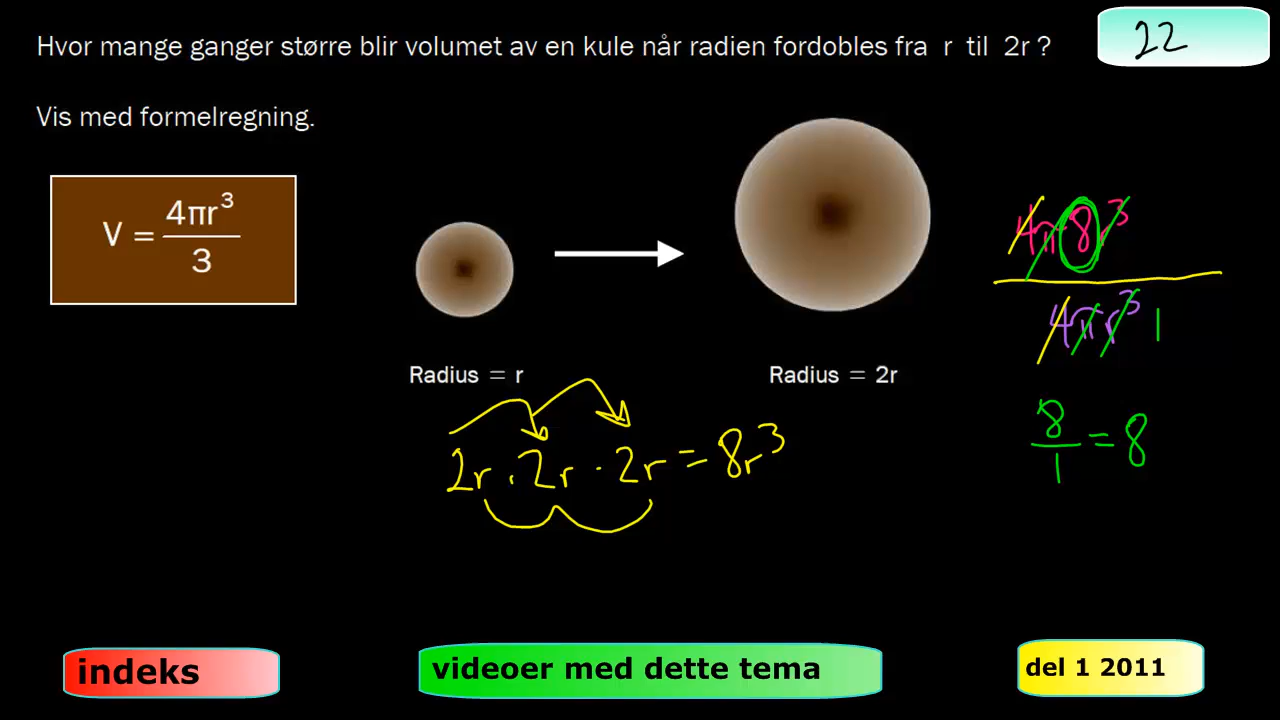 Hvor mange ganger større blir volumet av en kule når radien fordobles fra r til 2r ?
22
Vis med formelregning.
V = 4πr³
3
4π 8r³
4πr³ 1
Radius = r
Radius = 2r
2r · 2r · 2r = 8r³
8
1
= 8
indeks
videoer med dette tema
del 1 2011